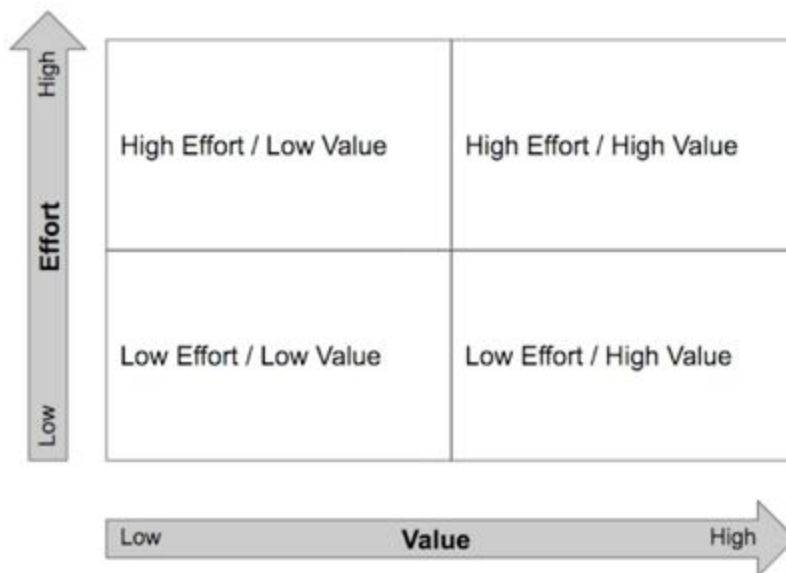 High
Effort
Low
High Effort / Low Value
High Effort / High Value
Low Effort / Low Value
Low Effort / High Value
Low
Value
High